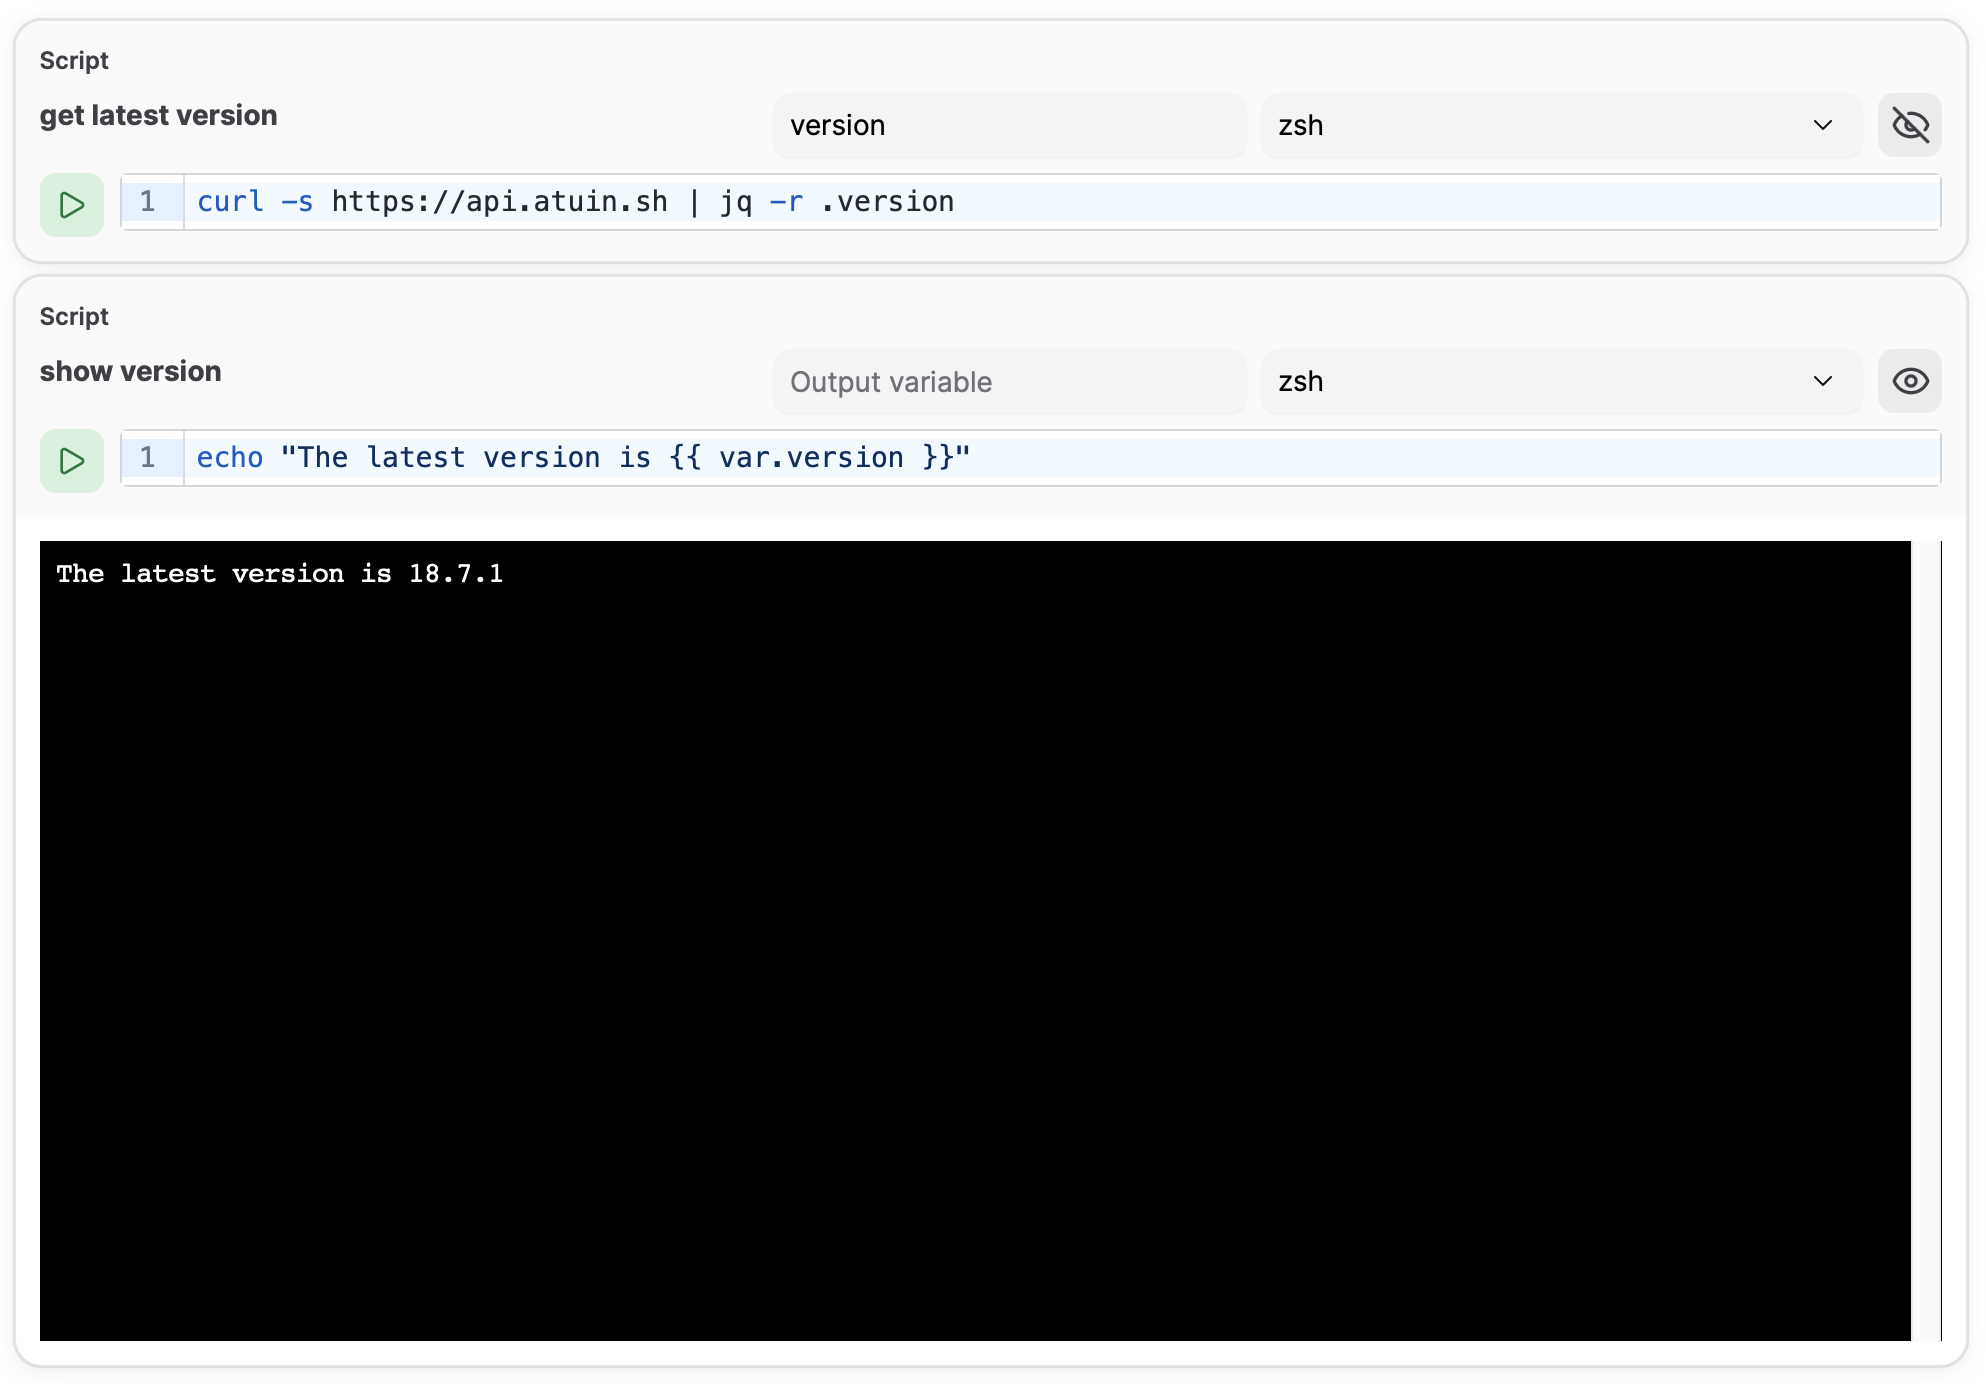 Script
get latest version
version
zsh
1 curl -s https://api.atuin.sh | jq -r .version
Script
show version
Output variable
zsh
1 echo "The latest version is {{ var.version }}"
The latest version is 18.7.1